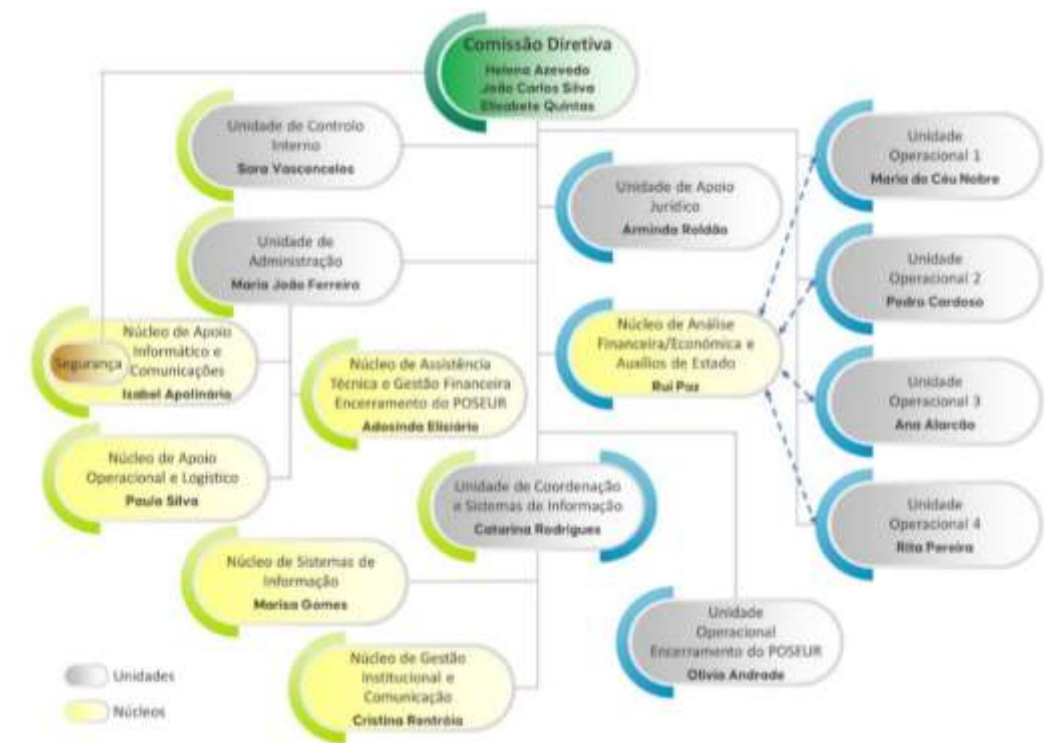 Comissão Diretiva
Helena Azevedo
João Carlos Silva
Elisabete Quintas
Unidade de Controlo
Interno
Sara Vasconcelos
Unidade
Operacional 1
Maria do Céu Nobre
Unidade de Apoio
Jurídico
Arminda Roldão
Unidade de
Administração
Maria João Ferreira
Unidade
Operacional 2
Pedro Cardoso
Núcleo de Apoio
Informático e
Comunicações
Isabel Apolinário
Segurança
Núcleo de Assistência
Técnica e Gestão Financeira
Encerramento do POSEUR
Adosinda Elisiário
Núcleo de Análise
Financeira/Económica e
Auxílios de Estado
Rui Paz
Unidade
Operacional 3
Ana Alarcão
Núcleo de Apoio
Operacional e Logístico
Paulo Silva
Unidade de Coordenação
e Sistemas de Informação
Catarina Rodrigues
Unidade
Operacional 4
Rita Pereira
Núcleo de Sistemas de
Informação
Marisa Gomes
Unidade
Operacional
Encerramento do POSEUR
Olivia Andrade
Núcleo de Gestão
Institucional e
Comunicação
Cristina Rentróia
Unidades
Núcleos